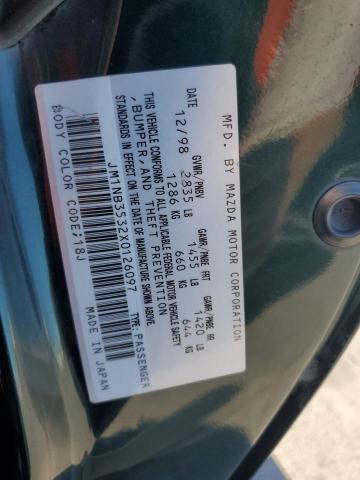 MFD. BY MAZDA MOTOR CORPORATION
DATE GVWR/PNBV GAWR/PNBE FRT GAWR/PNBE RR
12/98 2835 LB 1455 LB 1420 LB
1286 KG 660 KG 644 KG
THIS VEHICLE CONFORMS TO ALL APPLICABLE FEDERAL MOTOR VEHICLE SAFETY
, BUMPER, AND THEFT PREVENTION
STANDARDS IN EFFECT ON THE DATE OF MANUFACTURE SHOWN ABOVE.
JM1NB3532X0126097 TYPE: PASSENGER
BODY COLOR CODE/18J MADE IN JAPAN